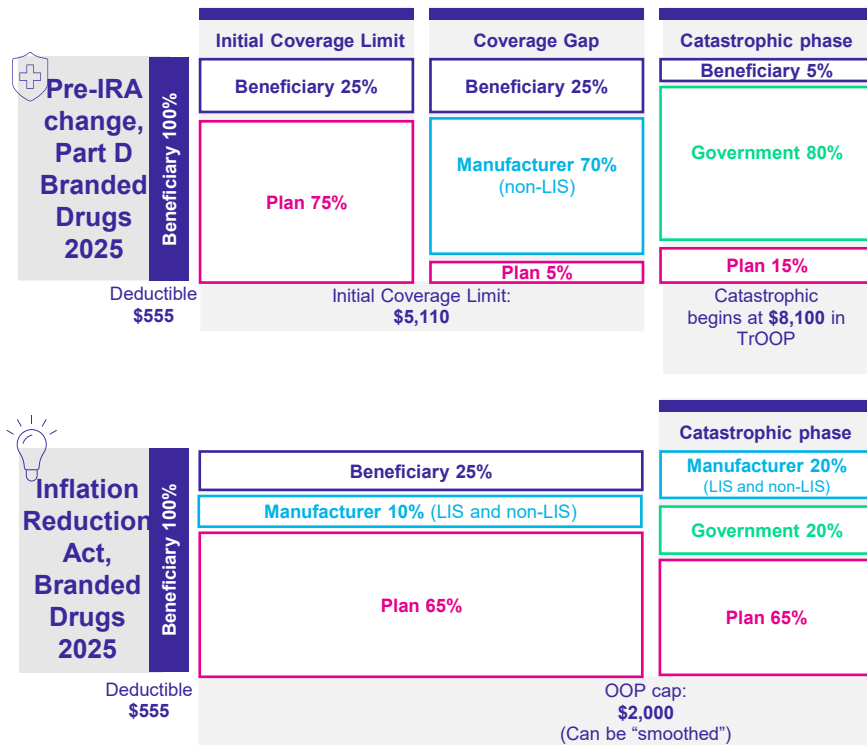 Initial Coverage Limit
Coverage Gap
Catastrophic phase
Pre-IRA
change,
Part D
Branded
Drugs
2025
Beneficiary 100%
Beneficiary 25%
Plan 75%
Beneficiary 25%
Manufacturer 70%
(non-LIS)
Plan 5%
Beneficiary 5%
Government 80%
Plan 15%
Deductible
$555
Initial Coverage Limit:
$5,110
Catastrophic
begins at $8,100 in
TrOOP
Catastrophic phase
Inflation
Reduction
Act,
Branded
Drugs
2025
Beneficiary 100%
Beneficiary 25%
Manufacturer 10% (LIS and non-LIS)
Plan 65%
Manufacturer 20%
(LIS and non-LIS)
Government 20%
Plan 65%
Deductible
$555
OOP cap:
$2,000
(Can be “smoothed”)